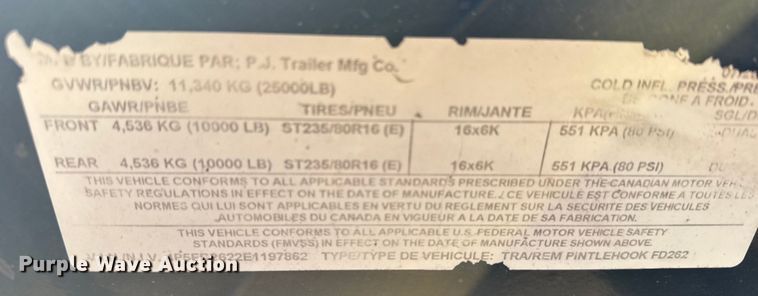 BY/FABRIQUE PAR: P.J. Trailer Mfg Co.
GVWR/PNBV: 11,340 KG (25000LB)
COLD INFL. PRESS./PRE
GAWR/PNBE TIRES/PNEU RIM/JANTE KPA SGL/D
FRONT 4,536 KG (10000 LB) ST235/80R16 (E) 16x6K 551 KPA (80 PSI)
REAR 4,536 KG (10000 LB) ST235/80R16 (E) 16x6K 551 KPA (80 PSI)
THIS VEHICLE CONFORMS TO ALL APPLICABLE STANDARDS PRESCRIBED UNDER THE CANADIAN MOTOR VEH
SAFETY REGULATIONS IN EFFECT ON THE DATE OF MANUFACTURE./ CE VEHICULE EST CONFORME A TOUTES LES
NORMES QUI LUI SONT APPLICABLES EN VERTU DU REGLEMENT SUR LA SECURITE DES VEHICULES
AUTOMOBILES DU CANADA EN VIGUEUR A LA DATE DE SA FABRICATION.
THIS VEHICLE CONFORMS TO ALL APPLICABLE U.S. FEDERAL MOTOR VEHICLE SAFETY
STANDARDS (FMVSS) IN EFFECT ON THE DATE OF MANUFACTURE SHOWN ABOVE.
TYPE/TYPE DE VEHICULE: TRA/REM PINTLEHOOK FD262
Purple Wave Auction